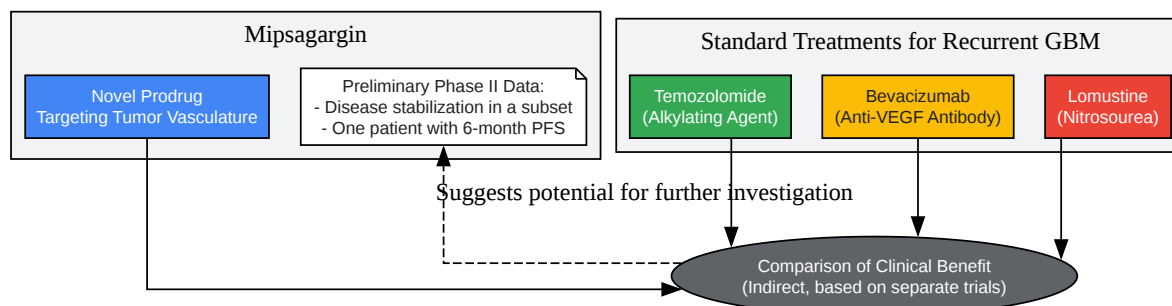 Mipsagargin
Novel Prodrug
Targeting Tumor Vasculature
Preliminary Phase II Data:
- Disease stabilization in a subset
- One patient with 6-month PFS
Standard Treatments for Recurrent GBM
Temozolomide
(Alkylating Agent)
Bevacizumab
(Anti-VEGF Antibody)
Lomustine
(Nitrosourea)
Suggests potential for further investigation
Comparison of Clinical Benefit
(Indirect, based on separate trials)